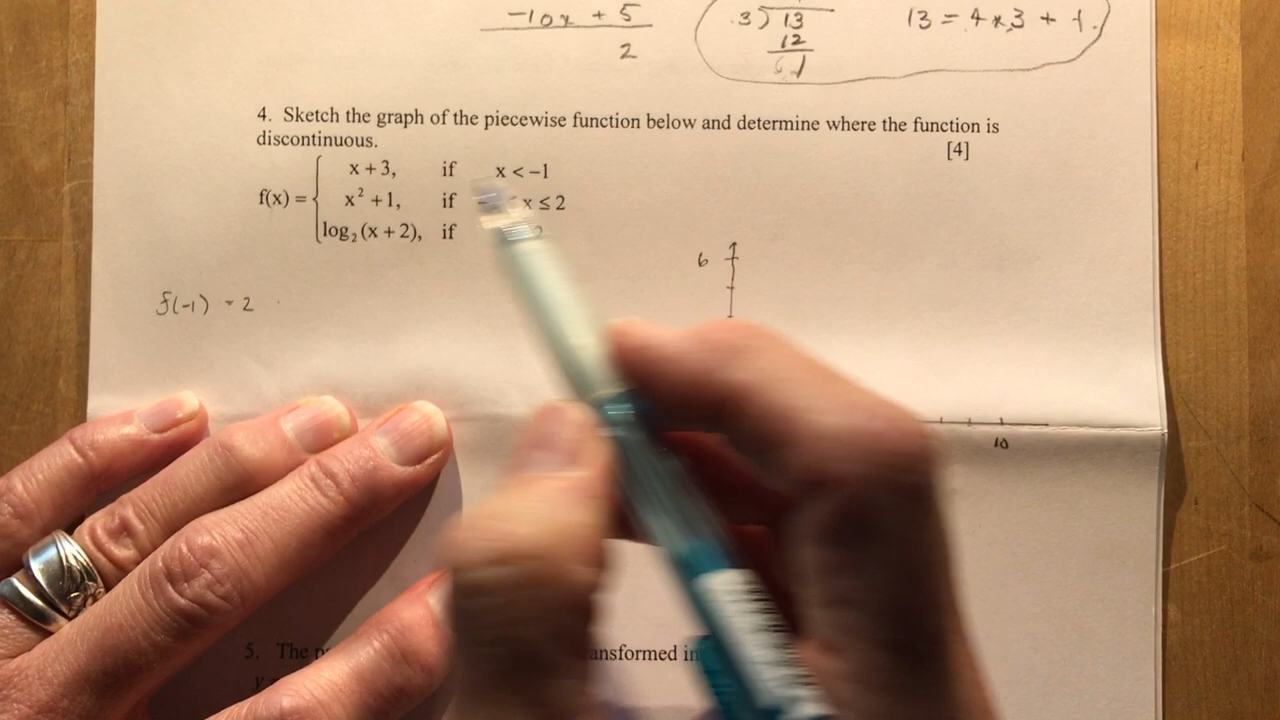 -10x + 5
2
3) 13
12
1
13 = 4x3 + 1.
4. Sketch the graph of the piecewise function below and determine where the function is
discontinuous.
[4]
x + 3, if x < -1
f(x) = x² + 1, if x ≤ 2
log₂ (x + 2), if
6
f(-1) = 2
10
5. The ansformed in
y